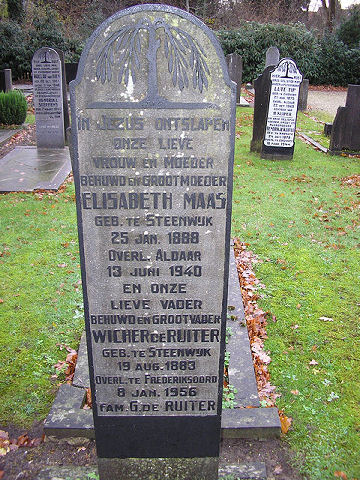 IN JEZUS ONTSLAPEN
ONZE LIEVE
VROUW EN MOEDER
BEHUWD EN GROOTMOEDER
ELISABETH MAAS
GEB. TE STEENWIJK
25 JAN. 1888
OVERL. ALDAAR
13 JUNI 1940
EN ONZE
LIEVE VADER
BEHUWD EN GROOTVADER
WICHER DE RUITER
GEB. TE STEENWIJK
19 AUG. 1883
OVERL. TE FREDERIKSOORD
8 JAN. 1956
FAM. G. DE RUITER